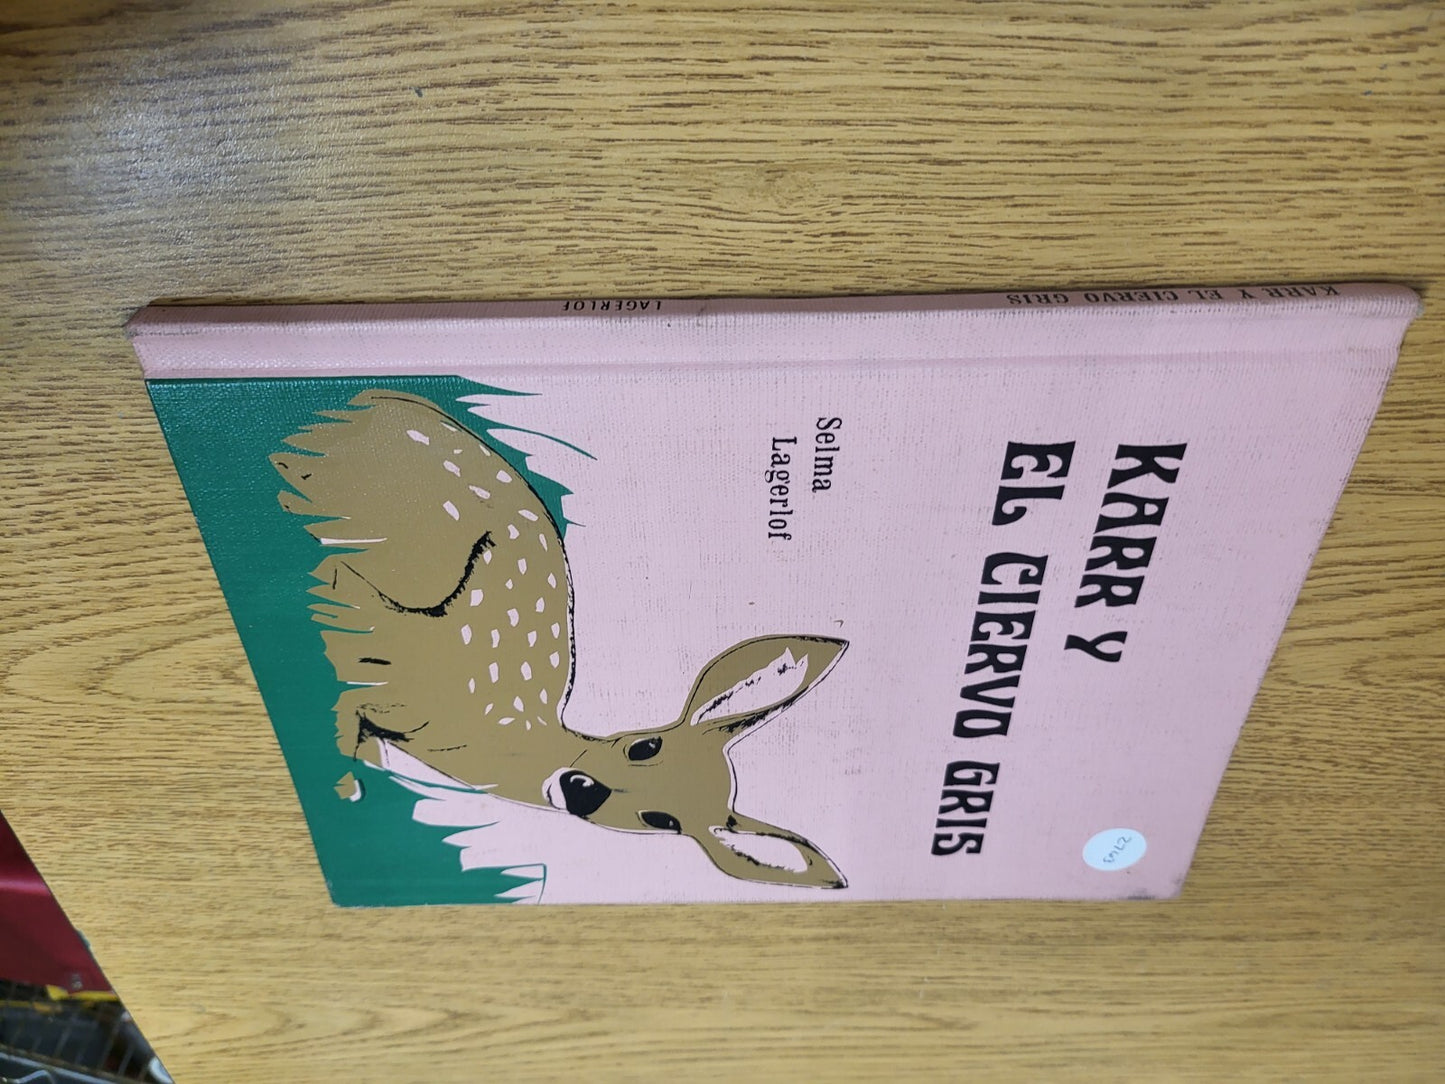 KARR Y
EL CIERVO GRIS
Selma
Lagerlof
KARR Y EL CIERVO GRIS
LAGERLOF